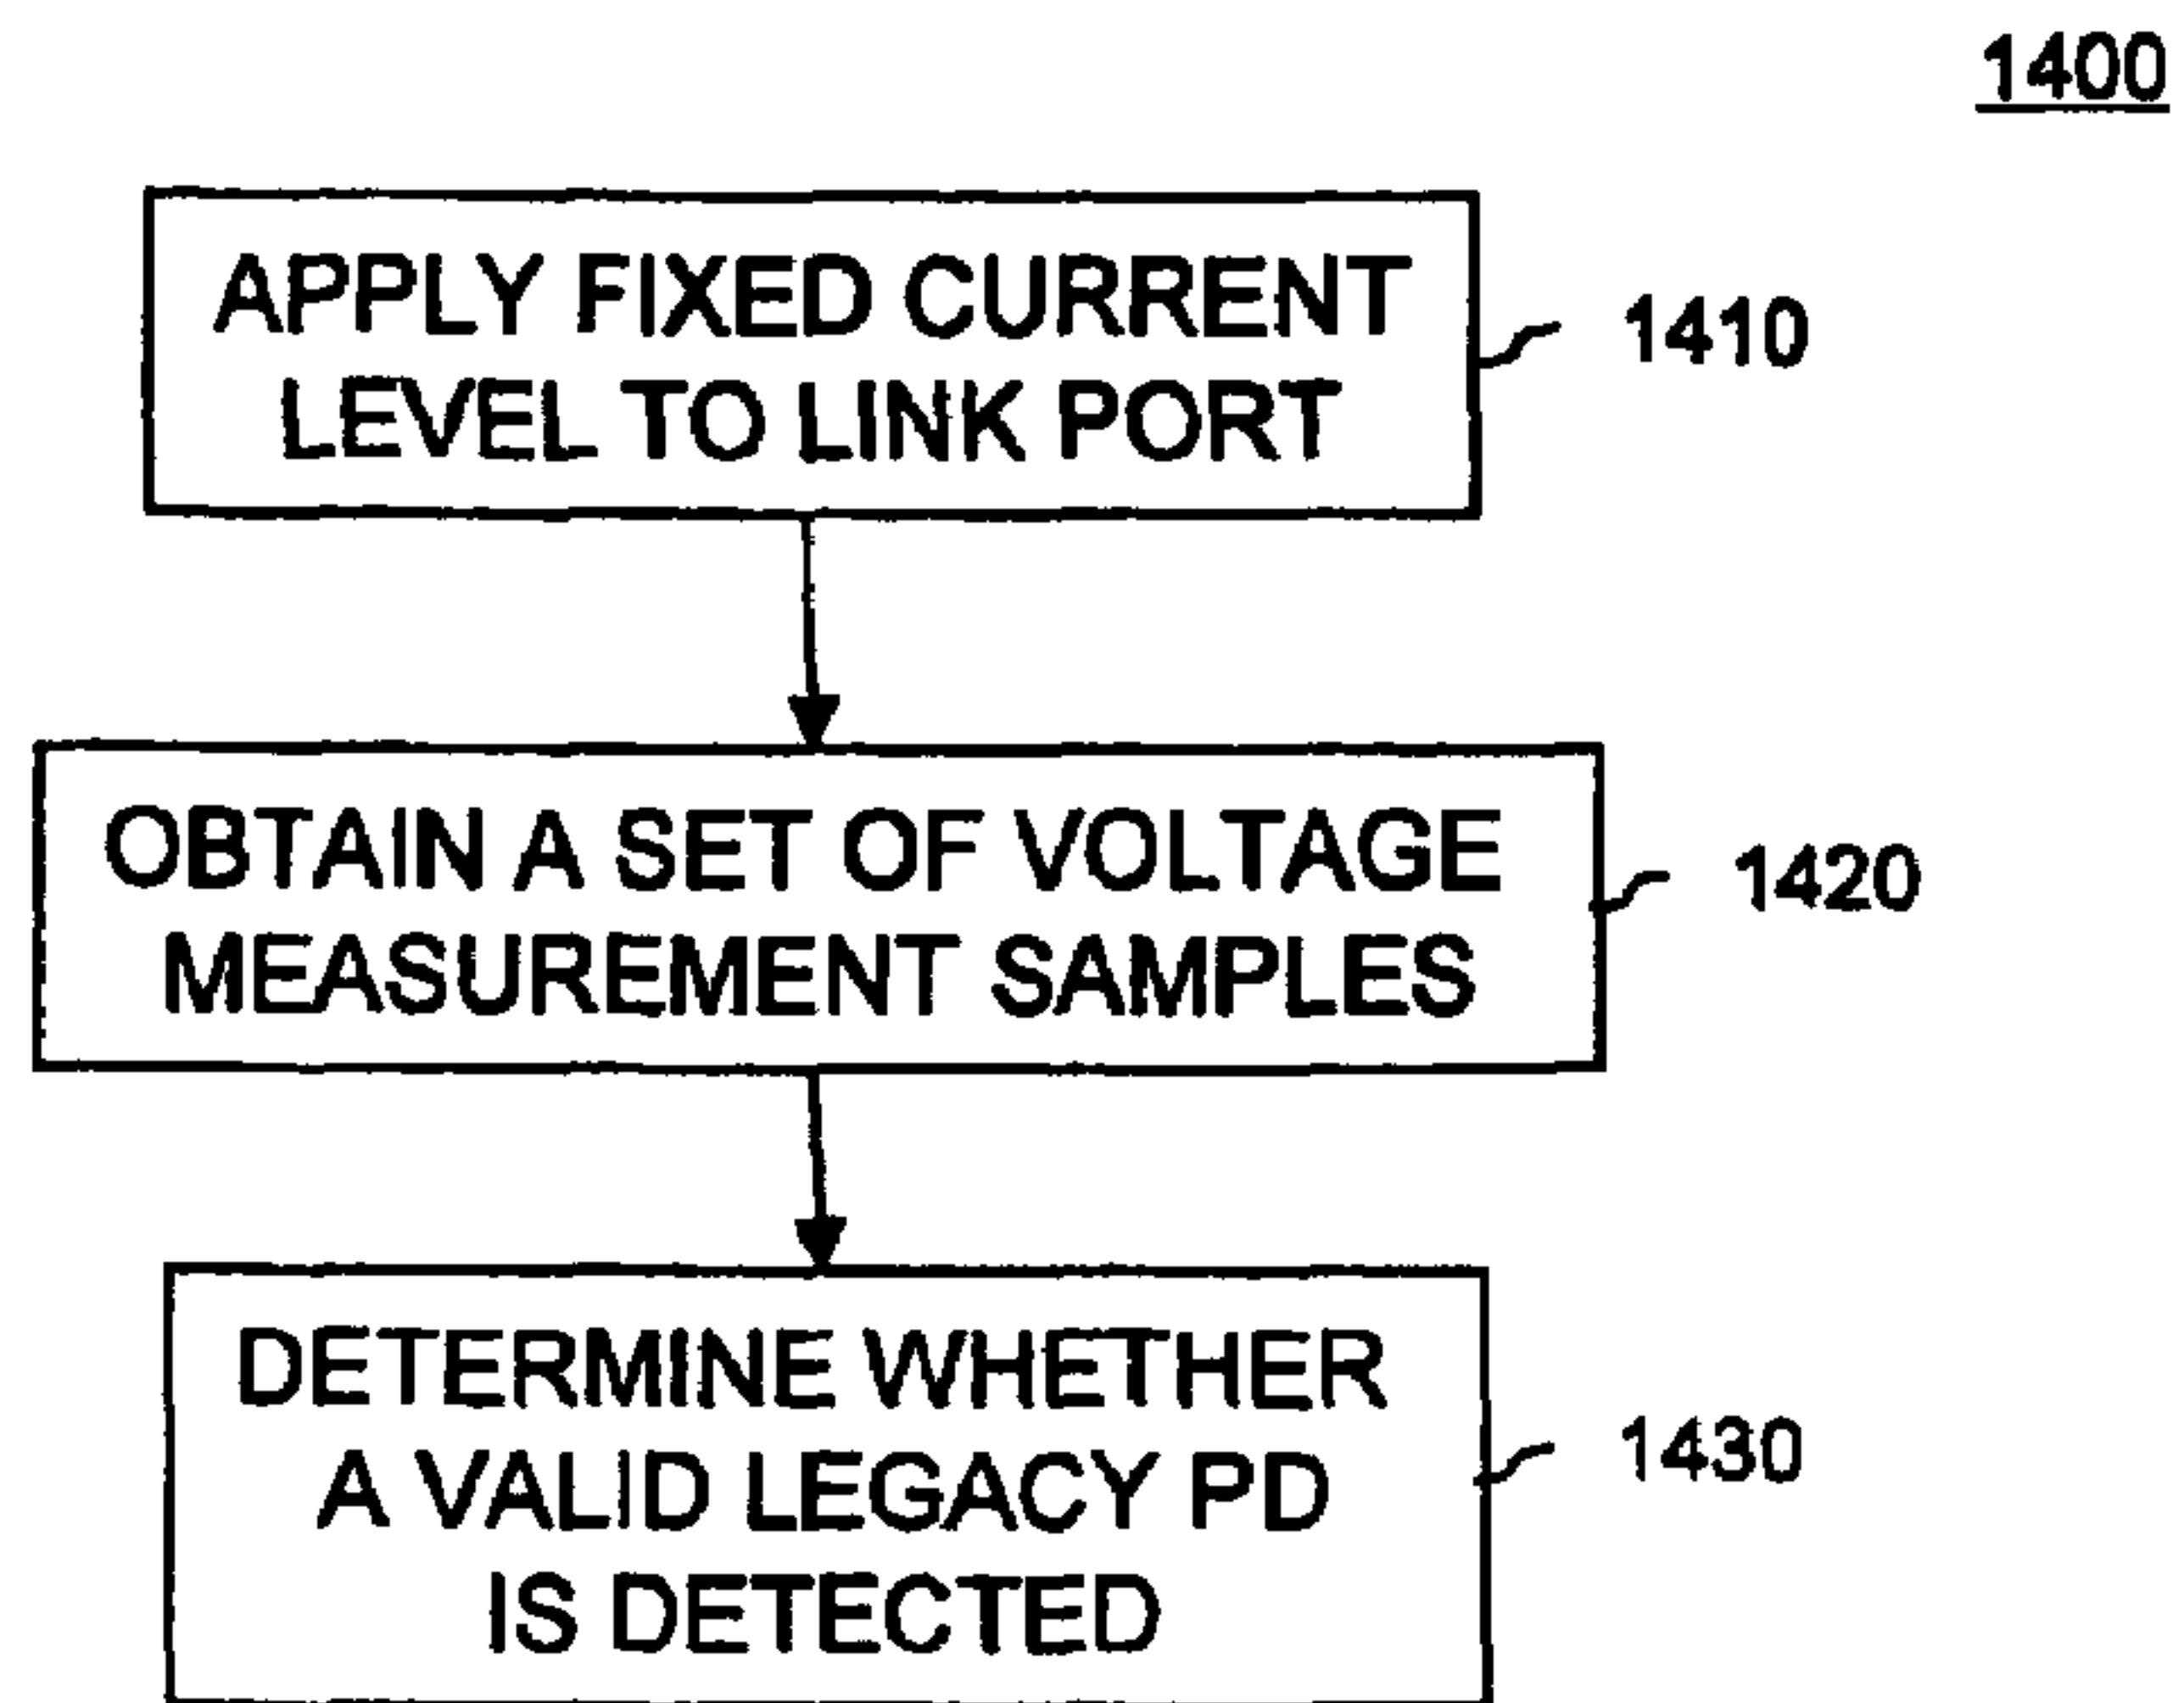 1400
APPLY FIXED CURRENT
LEVEL TO LINK PORT
1410
OBTAIN A SET OF VOLTAGE
MEASUREMENT SAMPLES
1420
DETERMINE WHETHER
A VALID LEGACY PD
IS DETECTED
1430